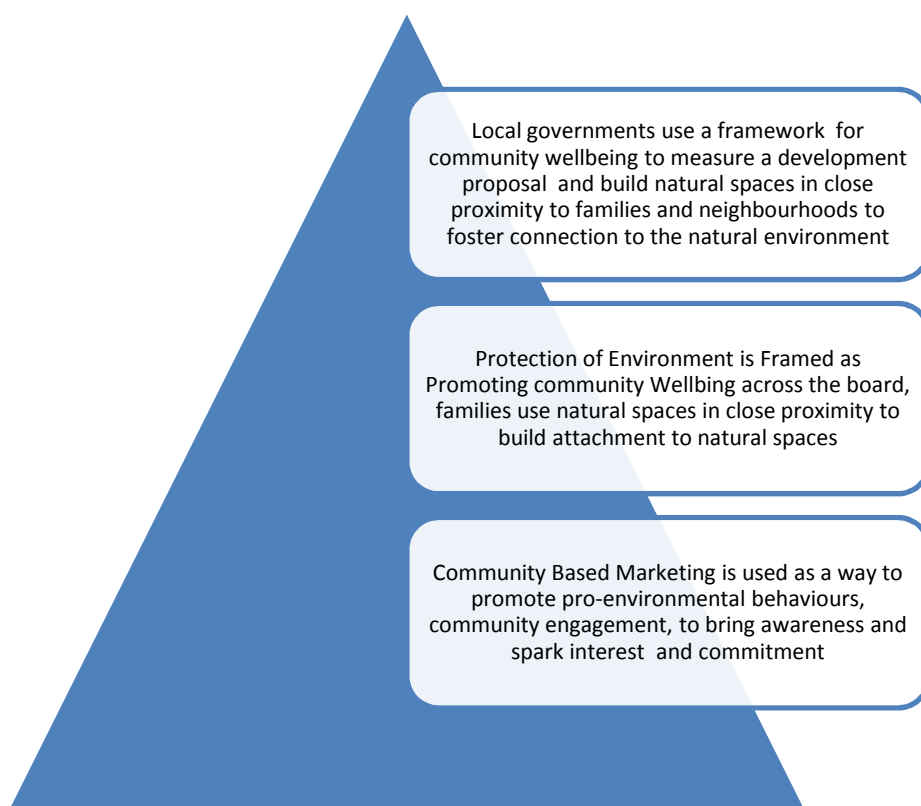 Local governments use a framework for
community wellbeing to measure a development
proposal and build natural spaces in close
proximity to families and neighbourhoods to
foster connection to the natural environment
Protection of Environment is Framed as
Promoting community Wellbing across the board,
families use natural spaces in close proximity to
build attachment to natural spaces
Community Based Marketing is used as a way to
promote pro-environmental behaviours,
community engagement, to bring awareness and
spark interest and commitment